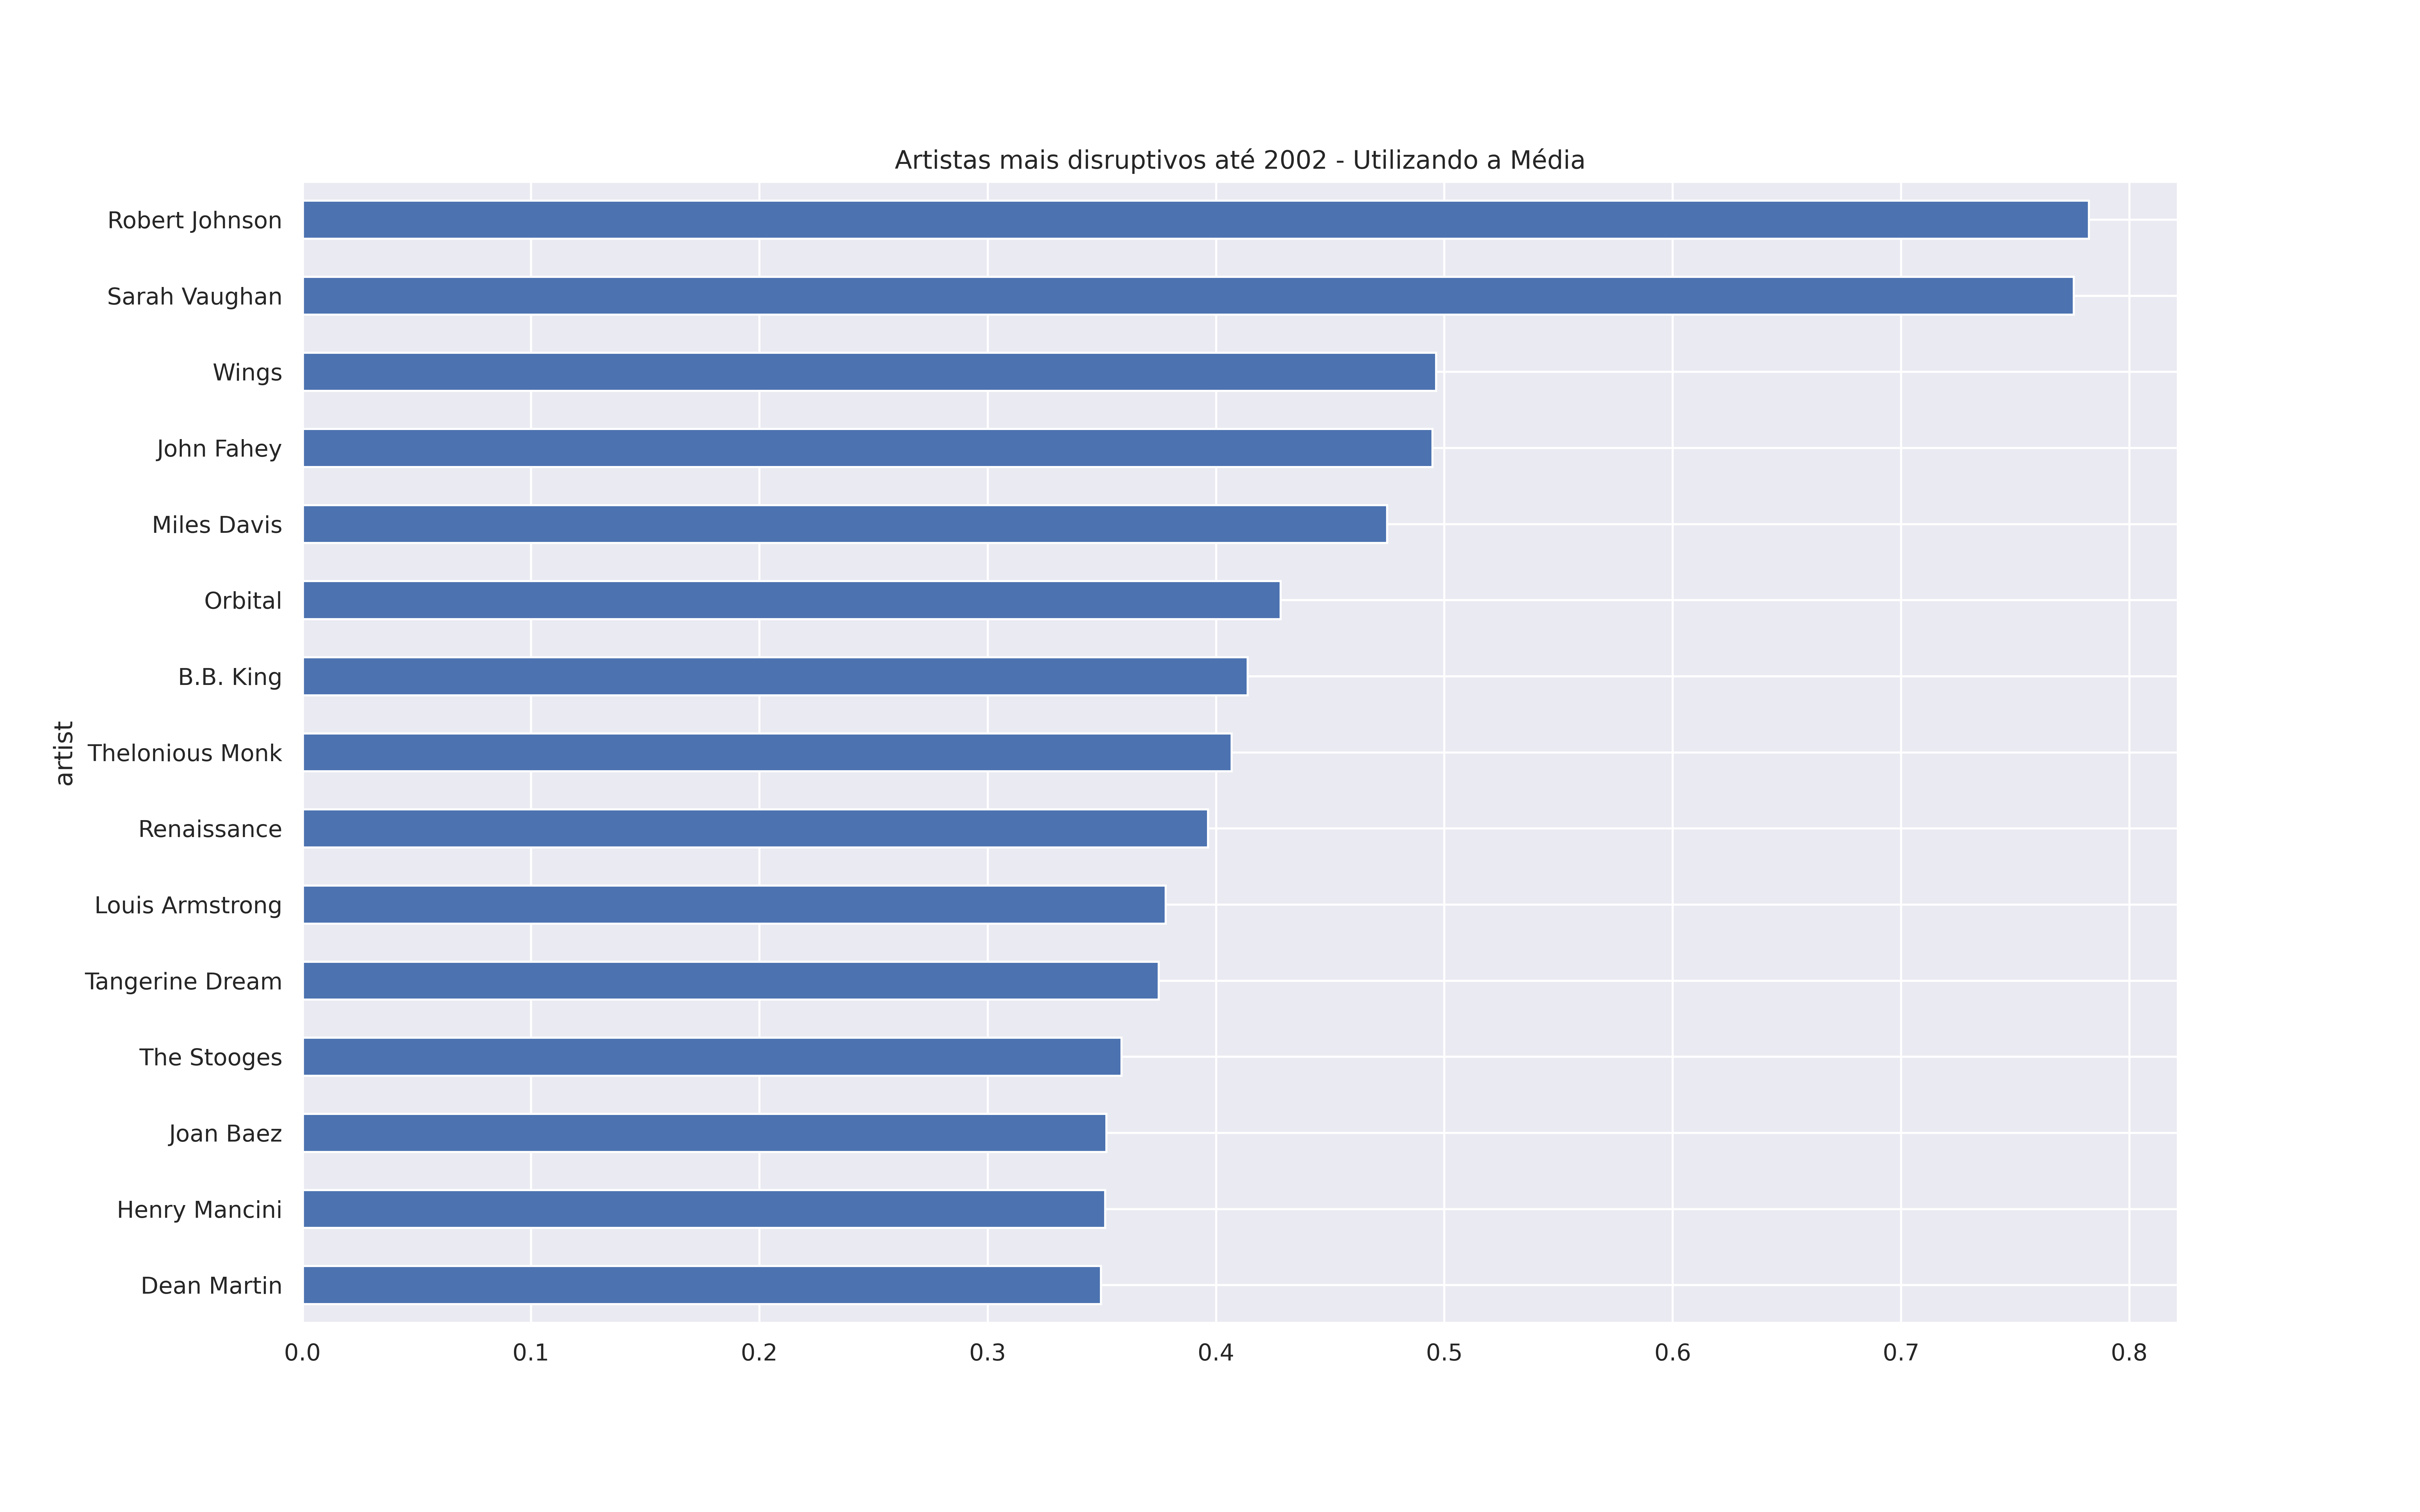 Artistas mais disruptivos até 2002 - Utilizando a Média
Robert Johnson
Sarah Vaughan
Wings
John Fahey
Miles Davis
Orbital
B.B. King
Thelonious Monk
Renaissance
Louis Armstrong
Tangerine Dream
The Stooges
Joan Baez
Henry Mancini
Dean Martin
artist
0.0 0.1 0.2 0.3 0.4 0.5 0.6 0.7 0.8